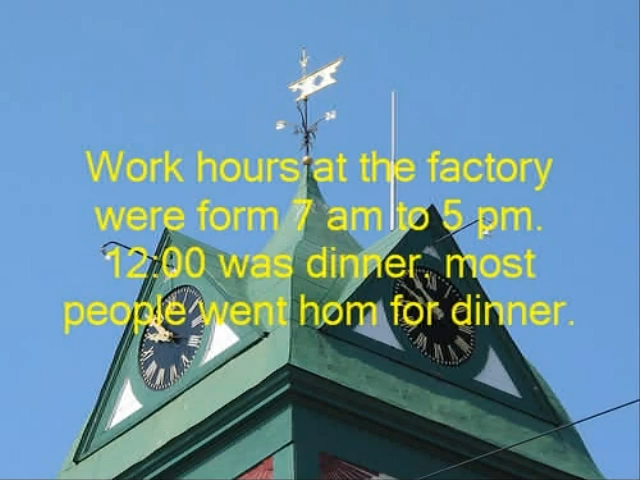 Work hours at the factory
were form 7 am to 5 pm.
12:00 was dinner, most
people went hom for dinner.